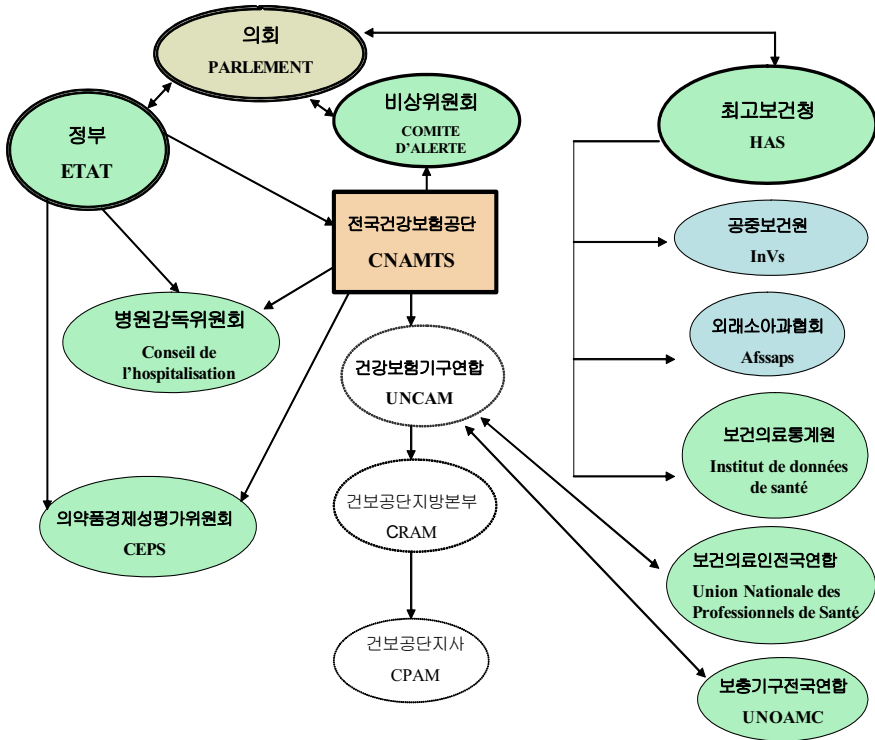 의회
PARLEMENT
비상위원회
COMITE
D'ALERTE
최고보건청
HAS
정부
ETAT
전국건강보험공단
CNAMTS
공중보건원
InVs
병원감독위원회
Conseil de
l'hospitalisation
외래소아과협회
Afssaps
건강보험기구연합
UNCAM
보건의료통계원
Institut de données
de santé
건보공단지방본부
CRAM
의약품경제성평가위원회
CEPS
보건의료인전국연합
Union Nationale des
Professionnels de Santé
건보공단지사
CPAM
보충기구전국연합
UNOAMC